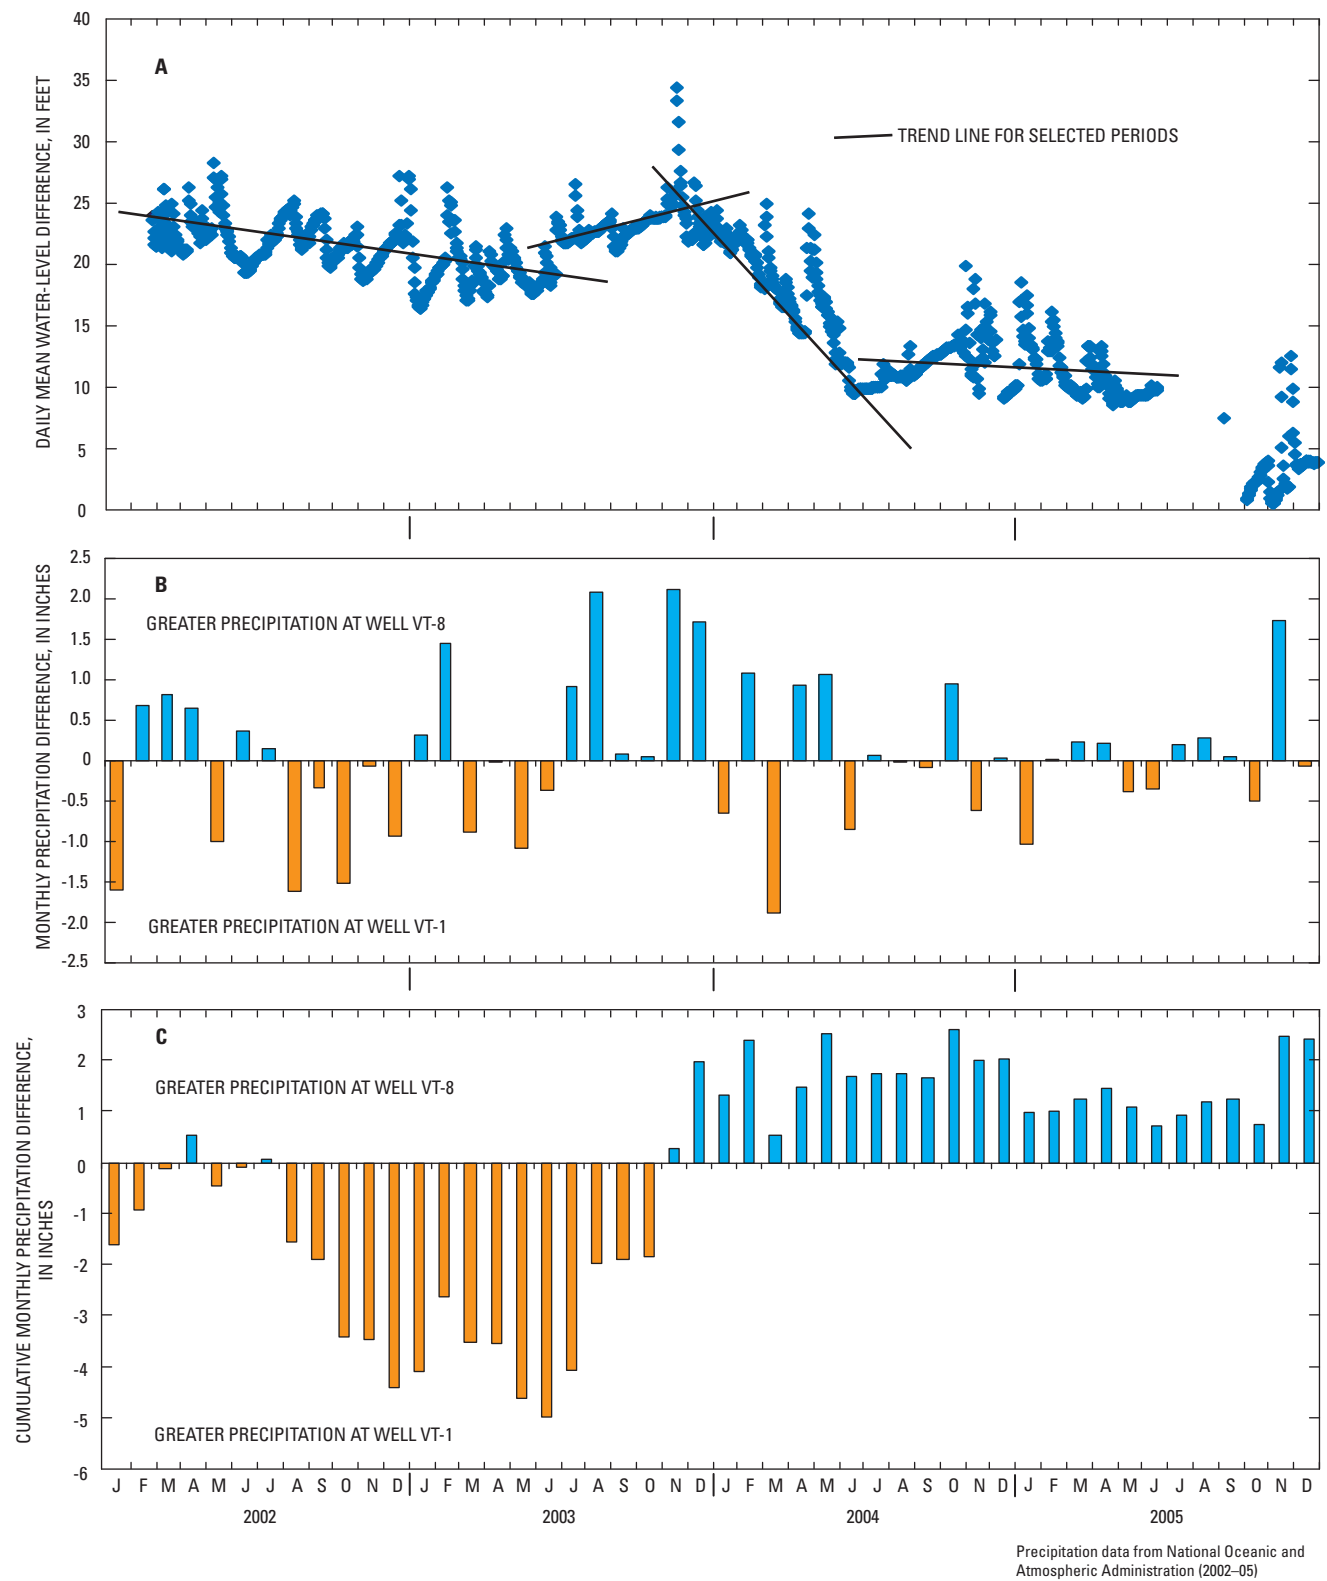 40
35
30
25
20
15
10
5
0
DAILY MEAN WATER-LEVEL DIFFERENCE, IN FEET
A
TREND LINE FOR SELECTED PERIODS
2.5
2.0
1.5
1.0
0.5
0
-0.5
-1.0
-1.5
-2.0
-2.5
MONTHLY PRECIPITATION DIFFERENCE, IN INCHES
B
GREATER PRECIPITATION AT WELL VT-8
GREATER PRECIPITATION AT WELL VT-1
3
2
1
0
-1
-2
-3
-4
-5
-6
CUMULATIVE MONTHLY PRECIPITATION DIFFERENCE,
IN INCHES
C
GREATER PRECIPITATION AT WELL VT-8
GREATER PRECIPITATION AT WELL VT-1
J F M A M J J A S O N D J F M A M J J A S O N D J F M A M J J A S O N D J F M A M J J A S O N D
2002 2003 2004 2005
Precipitation data from National Oceanic and
Atmospheric Administration (2002–05)